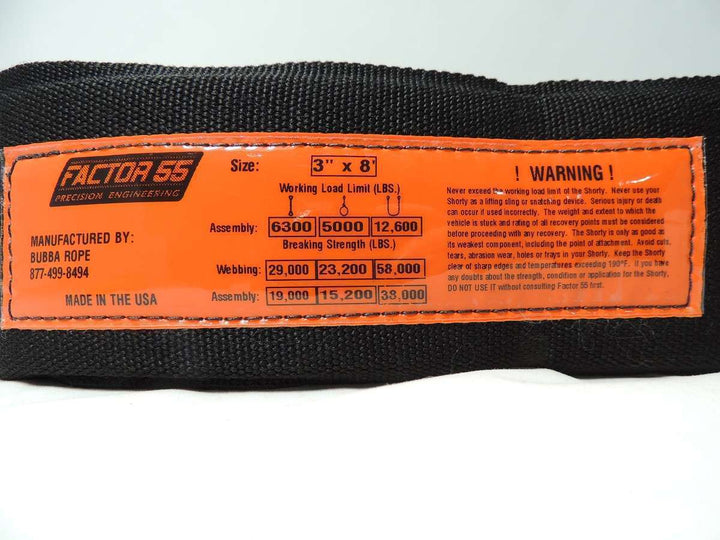 FACTOR 55
PRECISION ENGINEERING
MANUFACTURED BY:
BUBBA ROPE
877-499-8494
MADE IN THE USA
Size: 3" x 8'
Working Load Limit (LBS.)
Assembly: 6300 5000 12,600
Breaking Strength (LBS.)
Webbing: 29,000 23,200 58,000
Assembly: 19,000 15,200 38,000
! WARNING !
Never exceed the working load limit of the Shorty. Never use your
Shorty as a lifting sling or snatching device. Serious injury or death
can occur if used incorrectly. The weight and extent to which the
vehicle is stuck and rating of all recovery points must be considered
before proceeding with any recovery. The Shorty is only as good as
its weakest component, including the point of attachment. Avoid cuts,
tears, abrasion wear, holes or frays in your Shorty. Keep the Shorty
clear of sharp edges and temperatures exceeding 190°F. If you have
any doubts about the strength, condition or application for the Shorty,
DO NOT USE IT without consulting Factor 55 first.